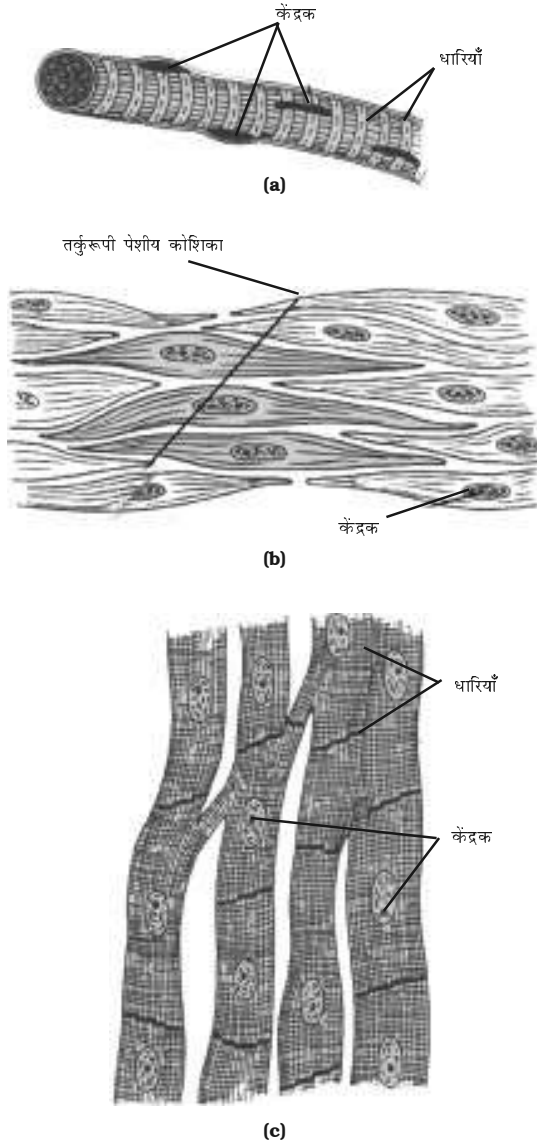 केंद्रक
धारियाँ
(a)
तर्कुरूपी पेशीय कोशिका
केंद्रक
(b)
धारियाँ
केंद्रक
(c)